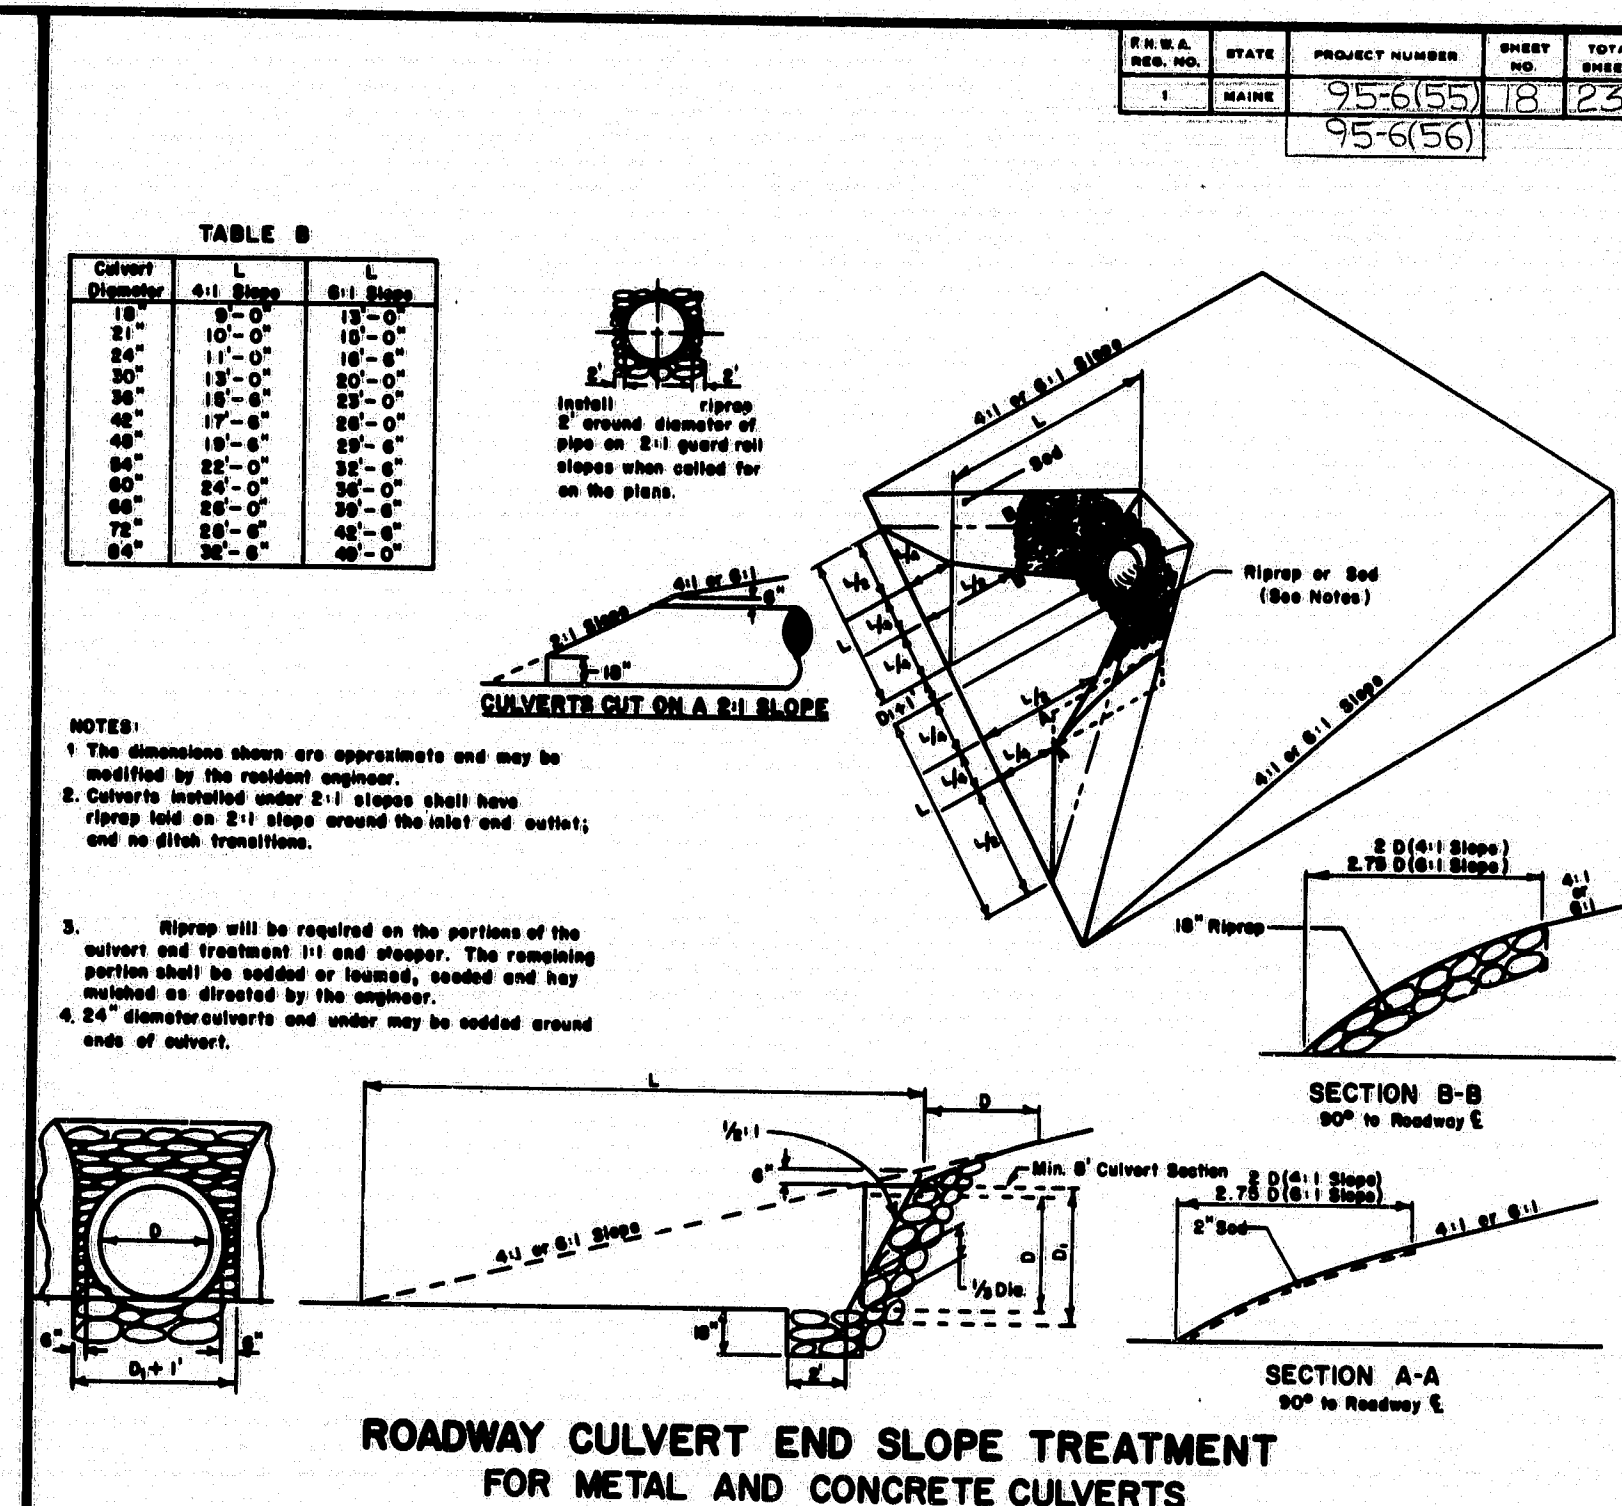 F.H.W.A. REG. NO. STATE PROJECT NUMBER SHEET NO.
1 MAINE 95-6(55) 18 23
95-6(56)
TABLE B
Culvert Diameter L 4:1 Slope L 6:1 Slope
18" 9'-0" 13'-0"
21" 10'-0" 15'-0"
24" 11'-0" 16'-6"
30" 13'-0" 20'-0"
36" 15'-6" 23'-0"
42" 17'-6" 26'-0"
48" 19'-6" 29'-6"
54" 22'-0" 32'-6"
60" 24'-0" 36'-0"
66" 26'-0" 39'-6"
72" 28'-6" 42'-6"
84" 32'-6" 49'-0"
2' 2'
Install riprap
2' around diameter of
pipe on 2:1 guard rail
slopes when called for
on the plans.
4:1 or 6:1
6"
2:1 Slope
18"
CULVERTS CUT ON A 2:1 SLOPE
4:1 or 6:1 Slope
L
Sod
B
B
Riprap or Sod
(See Notes)
L/2
L/4
L/4
L/4
L/2
L
D₁+1'
L/2
L/4
L/4
L/4
L/2
L
A
A
4:1 or 6:1 Slope
NOTES:
1 The dimensions shown are approximate and may be
modified by the resident engineer.
2. Culverts installed under 2:1 slopes shall have
riprap laid on 2:1 slope around the inlet and outlet;
and no ditch transitions.
3. Riprap will be required on the portions of the
culvert end treatment 1:1 and steeper. The remaining
portion shall be sodded or loamed, seeded and hay
mulched as directed by the engineer.
4. 24" diameter culverts and under may be sodded around
ends of culvert.
2 D(4:1 Slope)
2.75 D(6:1 Slope)
4:1
or
6:1
18" Riprap
SECTION B-B
90° to Roadway ℄
D
6" 6"
D₁+ 1'
L
D
1/2:1
6"
Min. 8' Culvert Section
4:1 or 6:1 Slope
D
D₁
1/3 Dia.
18"
2'
2 D(4:1 Slope)
2.75 D(6:1 Slope)
2" Sod
4:1 or 6:1
SECTION A-A
90° to Roadway ℄
ROADWAY CULVERT END SLOPE TREATMENT
FOR METAL AND CONCRETE CULVERTS